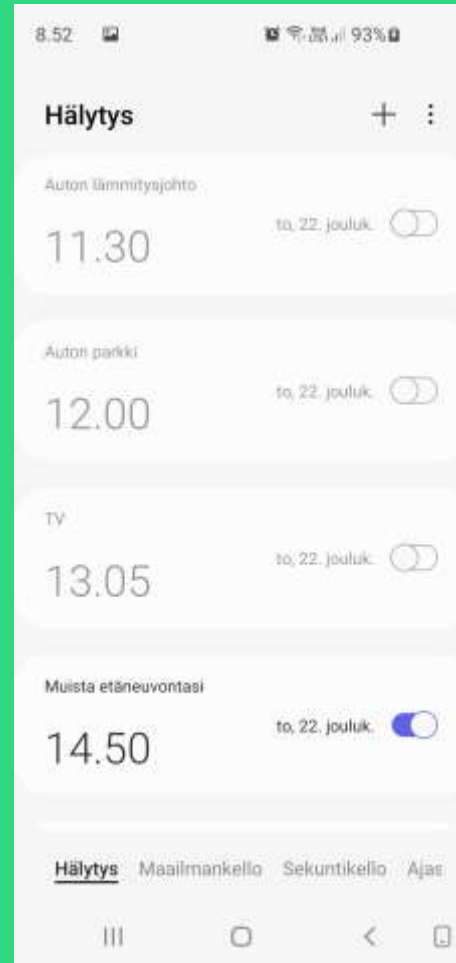 8.52 93%
Hälytys
Auton lämmitysjohto
11.30 to, 22. jouluk.
Auton parkki
12.00 to, 22. jouluk.
TV
13.05 to, 22. jouluk.
Muista etäneuvontasi
14.50 to, 22. jouluk.
Hälytys Maailmankello Sekuntikello Ajas